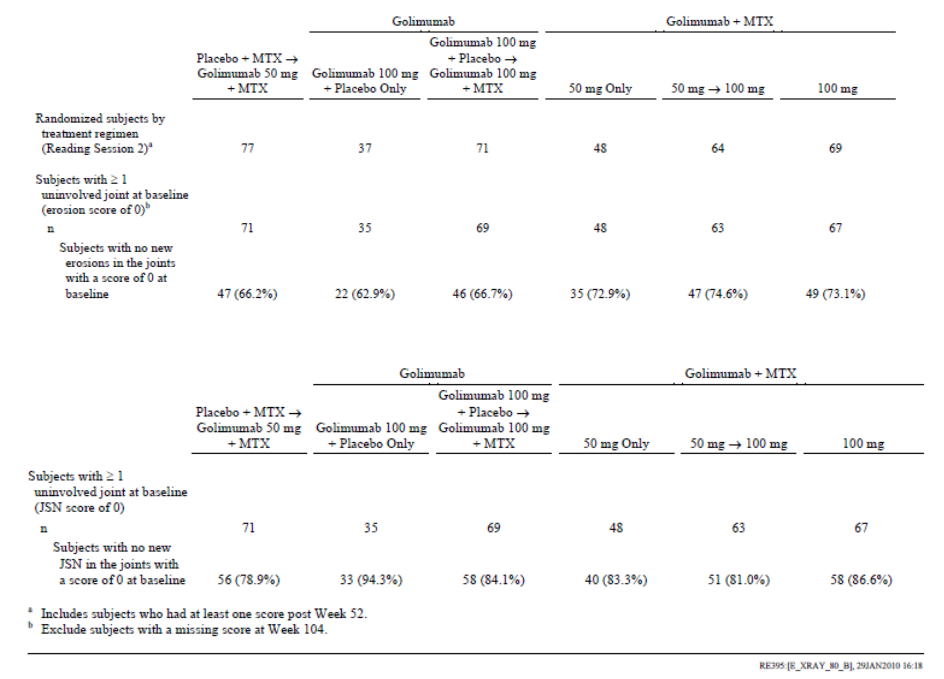 Golimumab Golimumab + MTX
Golimumab 100 mg
Placebo + MTX → + Placebo →
Golimumab 50 mg Golimumab 100 mg Golimumab 100 mg
+ MTX + Placebo Only + MTX 50 mg Only 50 mg → 100 mg 100 mg
Randomized subjects by
treatment regimen
(Reading Session 2)ᵃ 77 37 71 48 64 69
Subjects with ≥ 1
uninvolved joint at baseline
(erosion score of 0)ᵇ
n 71 35 69 48 63 67
Subjects with no new
erosions in the joints
with a score of 0 at
baseline 47 (66.2%) 22 (62.9%) 46 (66.7%) 35 (72.9%) 47 (74.6%) 49 (73.1%)
Golimumab Golimumab + MTX
Golimumab 100 mg
Placebo + MTX → + Placebo →
Golimumab 50 mg Golimumab 100 mg Golimumab 100 mg
+ MTX + Placebo Only + MTX 50 mg Only 50 mg → 100 mg 100 mg
Subjects with ≥ 1
uninvolved joint at baseline
(JSN score of 0)
n 71 35 69 48 63 67
Subjects with no new
JSN in the joints with
a score of 0 at baseline 56 (78.9%) 33 (94.3%) 58 (84.1%) 40 (83.3%) 51 (81.0%) 58 (86.6%)
ᵃ Includes subjects who had at least one score post Week 52.
ᵇ Exclude subjects with a missing score at Week 104.
RE395:[E_XRAY_80_B], 29JAN2010 16:18